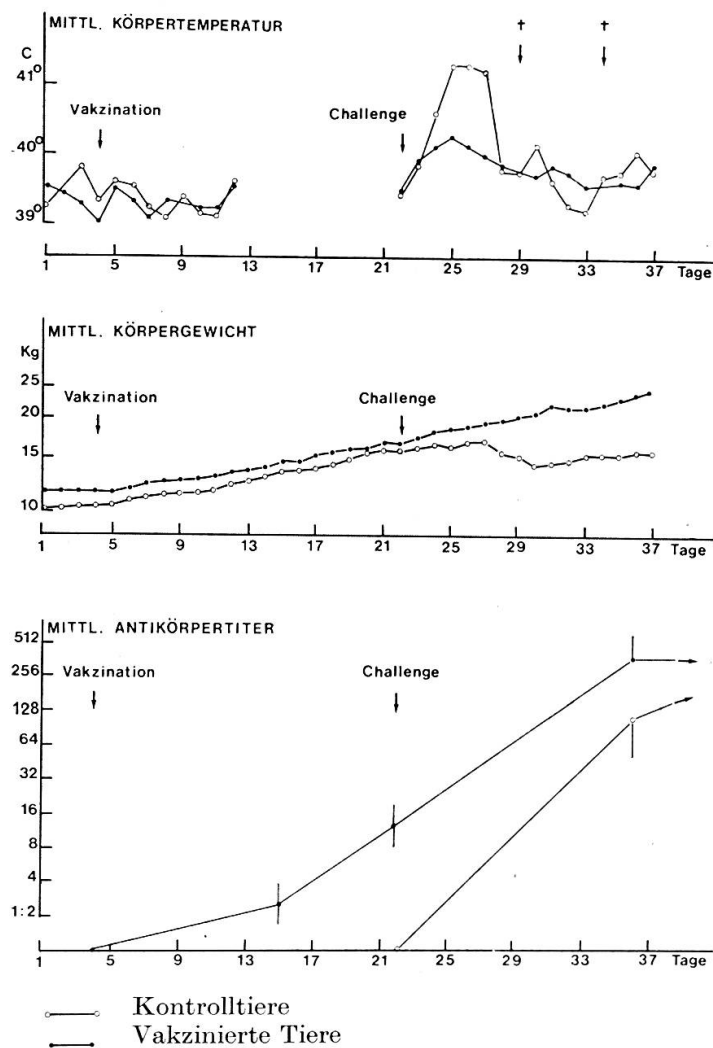 MITTL. KÖRPERTEMPERATUR
C
† †
41°
Vakzination
Challenge
40°
39°
1 5 9 13 17 21 25 29 33 37 Tage
MITTL. KÖRPERGEWICHT
Kg
25
Vakzination
Challenge
20
15
10
1 5 9 13 17 21 25 29 33 37 Tage
MITTL. ANTIKÖRPERTITER
512
Vakzination
Challenge
256
128
64
32
16
8
4
1:2
1 5 9 13 17 21 25 29 33 37 Tage
Kontrolltiere
Vakzinierte Tiere